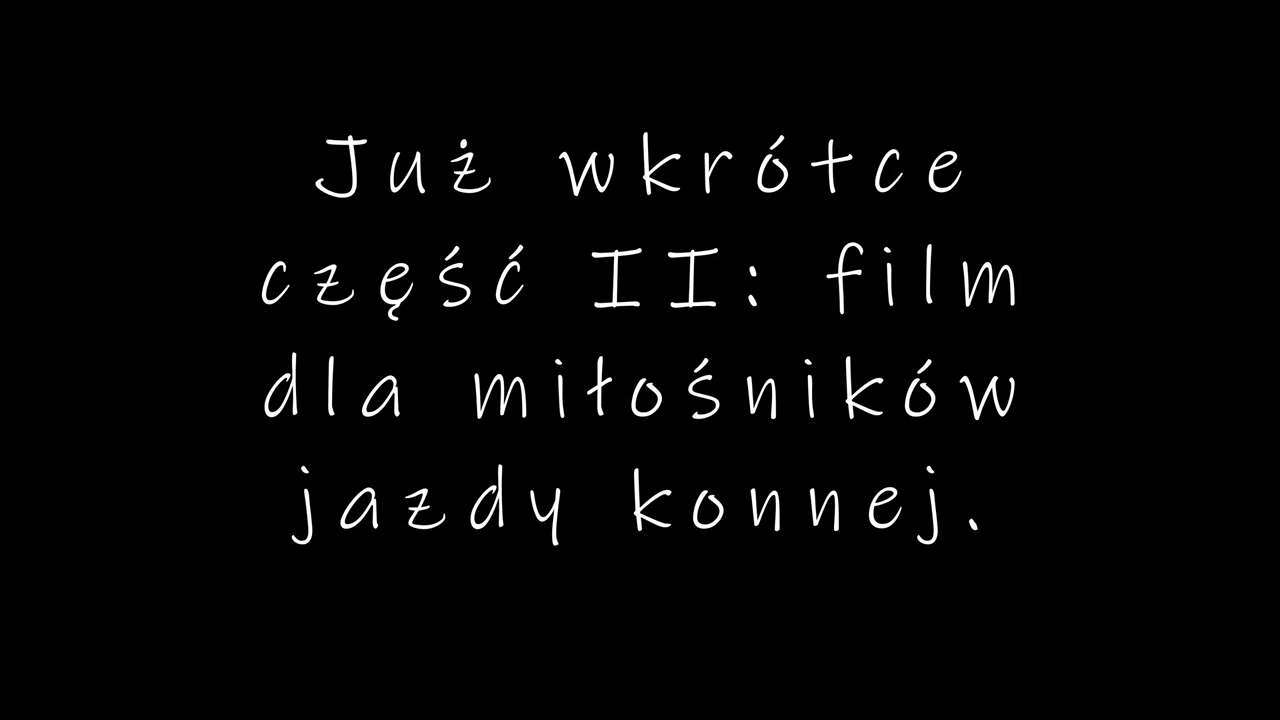 Już wkrótce
część II: film
dla miłośników
jazdy konnej.